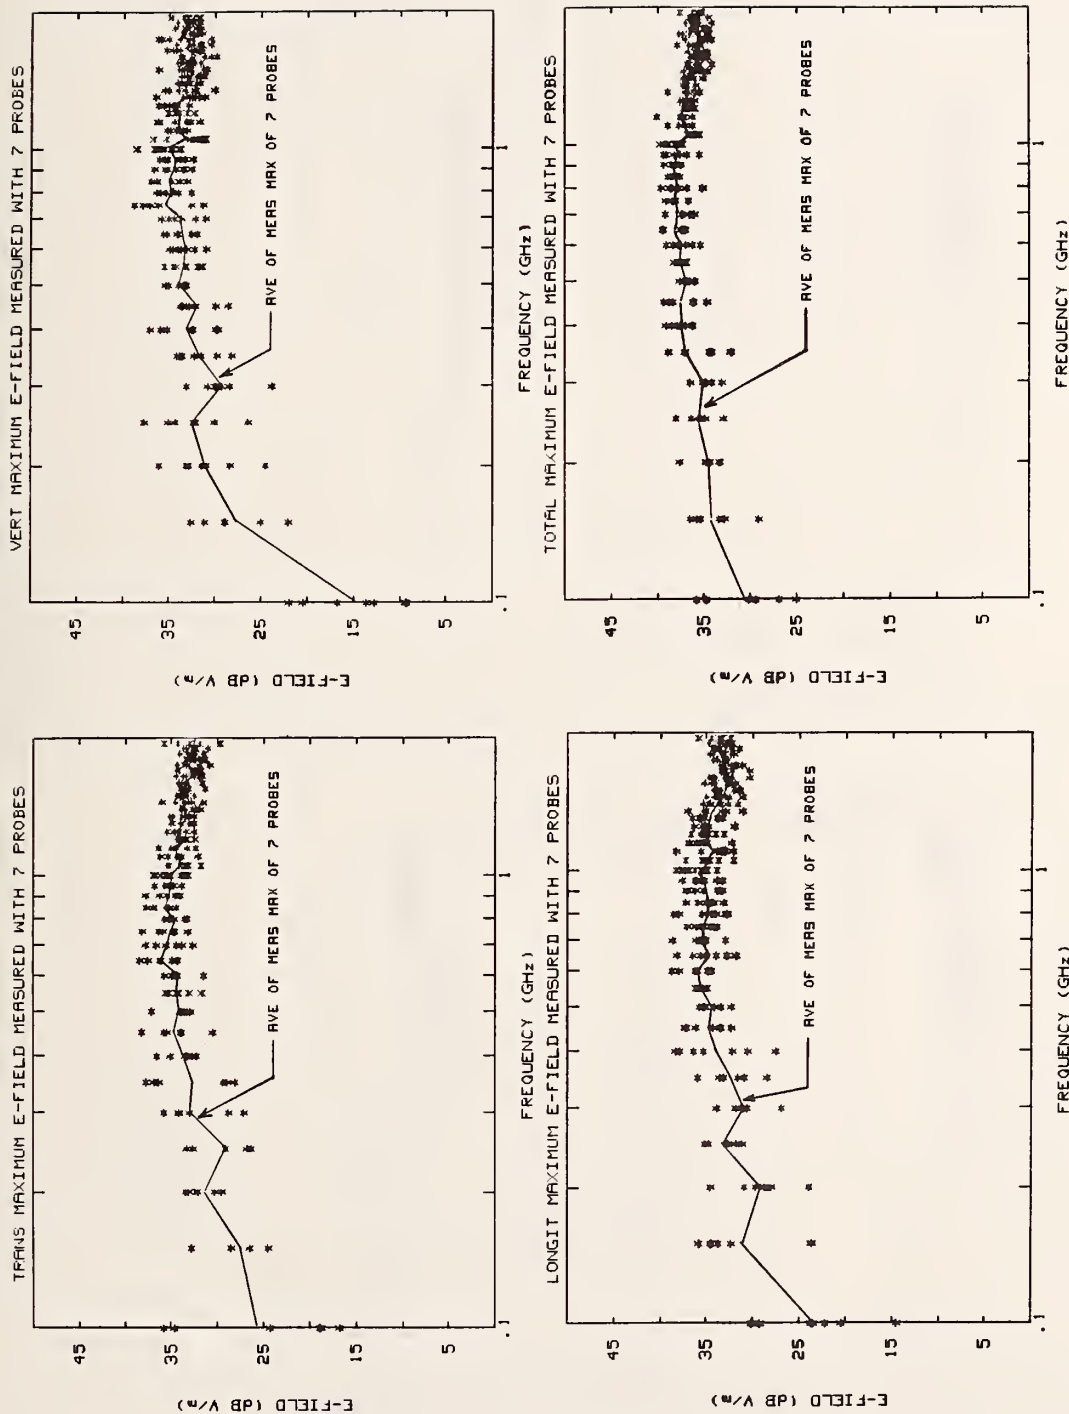 VERT MAXIMUM E-FIELD MEASURED WITH 7 PROBES
E-FIELD (dB V/m)
45
35
25
15
5
AVE OF MEAS MAX OF 7 PROBES
.1
1
FREQUENCY (GHz)
TOTAL MAXIMUM E-FIELD MEASURED WITH 7 PROBES
E-FIELD (dB V/m)
45
35
25
15
5
AVE OF MEAS MAX OF 7 PROBES
.1
1
FREQUENCY (GHz)
TRANS MAXIMUM E-FIELD MEASURED WITH 7 PROBES
E-FIELD (dB V/m)
45
35
25
15
5
AVE OF MEAS MAX OF 7 PROBES
.1
1
FREQUENCY (GHz)
LONGIT MAXIMUM E-FIELD MEASURED WITH 7 PROBES
E-FIELD (dB V/m)
45
35
25
15
5
AVE OF MEAS MAX OF 7 PROBES
.1
1
FREQUENCY (GHz)